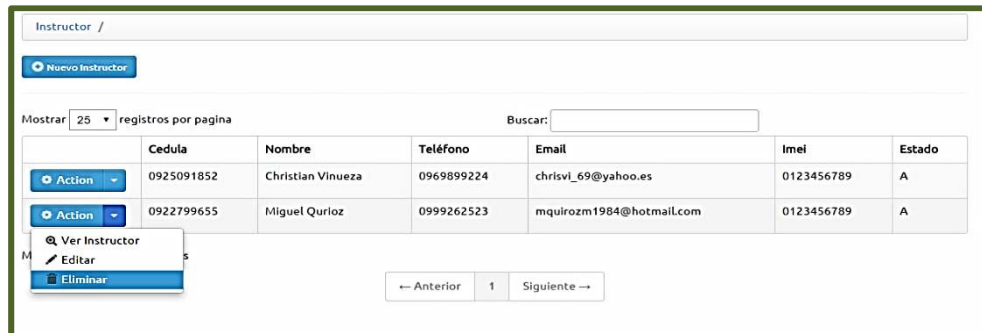 Instructor /
Nuevo Instructor
Mostrar 25 registros por pagina Buscar:
Cedula Nombre Teléfono Email Imei Estado
Action 0925091852 Christian Vinueza 0969899224 chrisvi_69@yahoo.es 0123456789 A
Action 0922799655 Miguel Qurioz 0999262523 mquirozm1984@hotmail.com 0123456789 A
Ver Instructor
Editar
Eliminar
← Anterior 1 Siguiente →